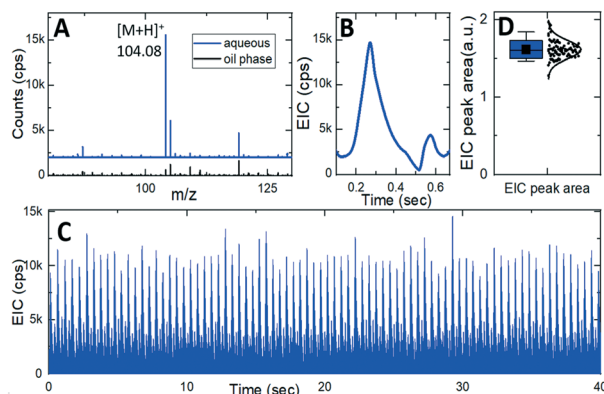 A
[M+H]+
104.08
aqueous
oil phase
Counts (cps)
15k
10k
5k
0
100
125
m/z
B
EIC (cps)
15k
10k
5k
0
0.2
0.4
0.6
Time (sec)
D
EIC peak area(a.u.)
2
1
0
EIC peak area
C
EIC (cps)
15k
10k
5k
0
0
10
20
30
40
Time (sec)